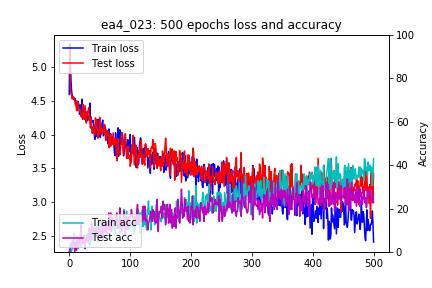 ea4_023: 500 epochs loss and accuracy
Train loss
Test loss
Train acc
Test acc
Loss
5.0
4.5
4.0
3.5
3.0
2.5
Accuracy
100
80
60
40
20
0
0 100 200 300 400 500